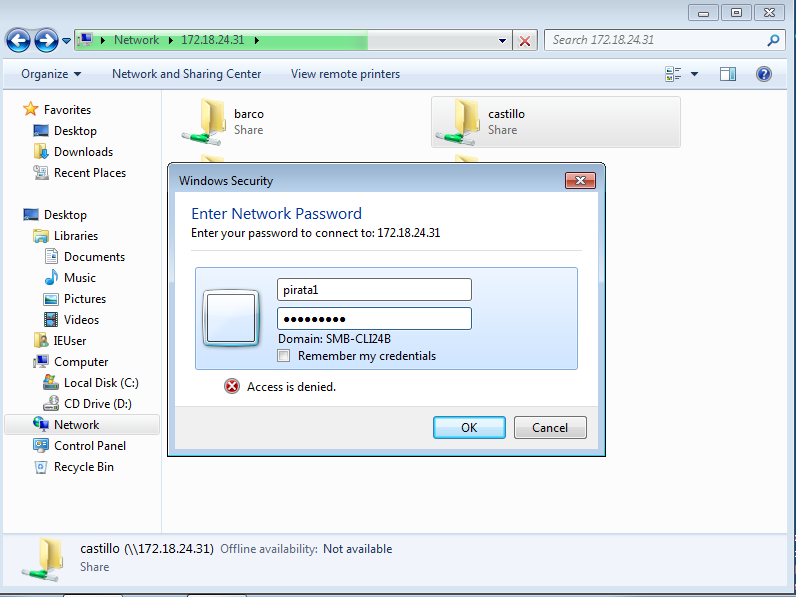 Network 172.18.24.31
Search 172.18.24.31
Organize Network and Sharing Center View remote printers
Favorites
Desktop
Downloads
Recent Places
Desktop
Libraries
Documents
Music
Pictures
Videos
IEUser
Computer
Local Disk (C:)
CD Drive (D:)
Network
Control Panel
Recycle Bin
barco
Share
castillo
Share
Windows Security
Enter Network Password
Enter your password to connect to: 172.18.24.31
pirata1
Domain: SMB-CLI24B
Remember my credentials
Access is denied.
OK Cancel
castillo (\\172.18.24.31) Offline availability: Not available
Share